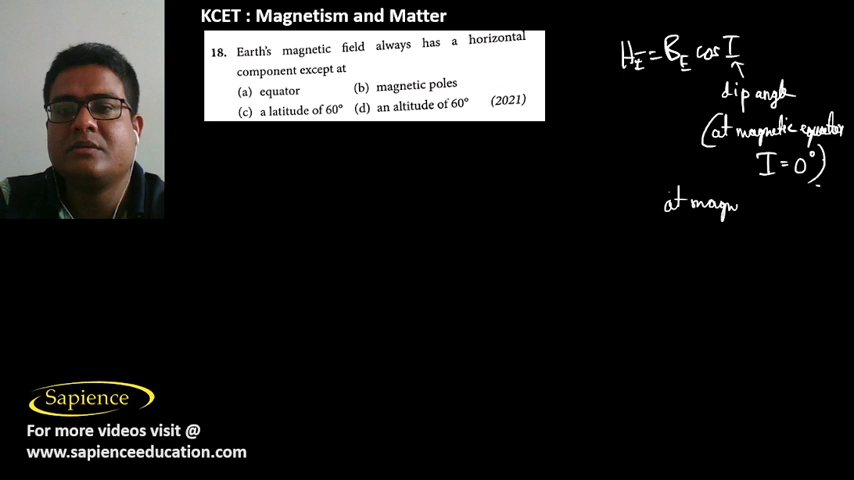 KCET : Magnetism and Matter
18. Earth's magnetic field always has a horizontal
component except at
(a) equator (b) magnetic poles
(c) a latitude of 60° (d) an altitude of 60° (2021)
H_E = B_E cos I
dip angle
(at magnetic equator
I = 0°)
at magn
Sapience
For more videos visit @
www.sapienceeducation.com